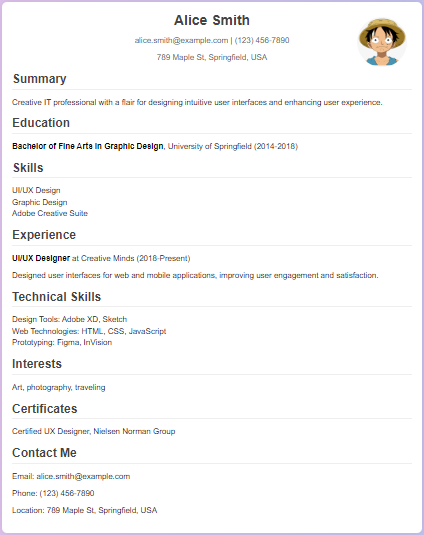 Alice Smith
alice.smith@example.com | (123) 456-7890
789 Maple St, Springfield, USA
Summary
Creative IT professional with a flair for designing intuitive user interfaces and enhancing user experience.
Education
Bachelor of Fine Arts in Graphic Design, University of Springfield (2014-2018)
Skills
UI/UX Design
Graphic Design
Adobe Creative Suite
Experience
UI/UX Designer at Creative Minds (2018-Present)
Designed user interfaces for web and mobile applications, improving user engagement and satisfaction.
Technical Skills
Design Tools: Adobe XD, Sketch
Web Technologies: HTML, CSS, JavaScript
Prototyping: Figma, InVision
Interests
Art, photography, traveling
Certificates
Certified UX Designer, Nielsen Norman Group
Contact Me
Email: alice.smith@example.com
Phone: (123) 456-7890
Location: 789 Maple St, Springfield, USA